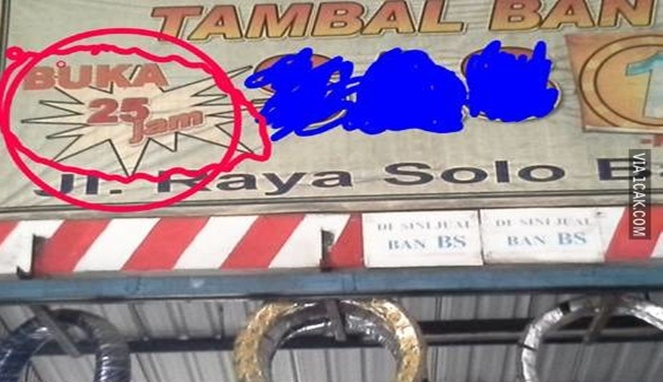 TAMBAL BAN
BUKA
25 jam
Jl. Raya Solo
DI SINI JUAL
BAN BS
DI SINI JUAL
BAN BS
VIA 1CAK.COM